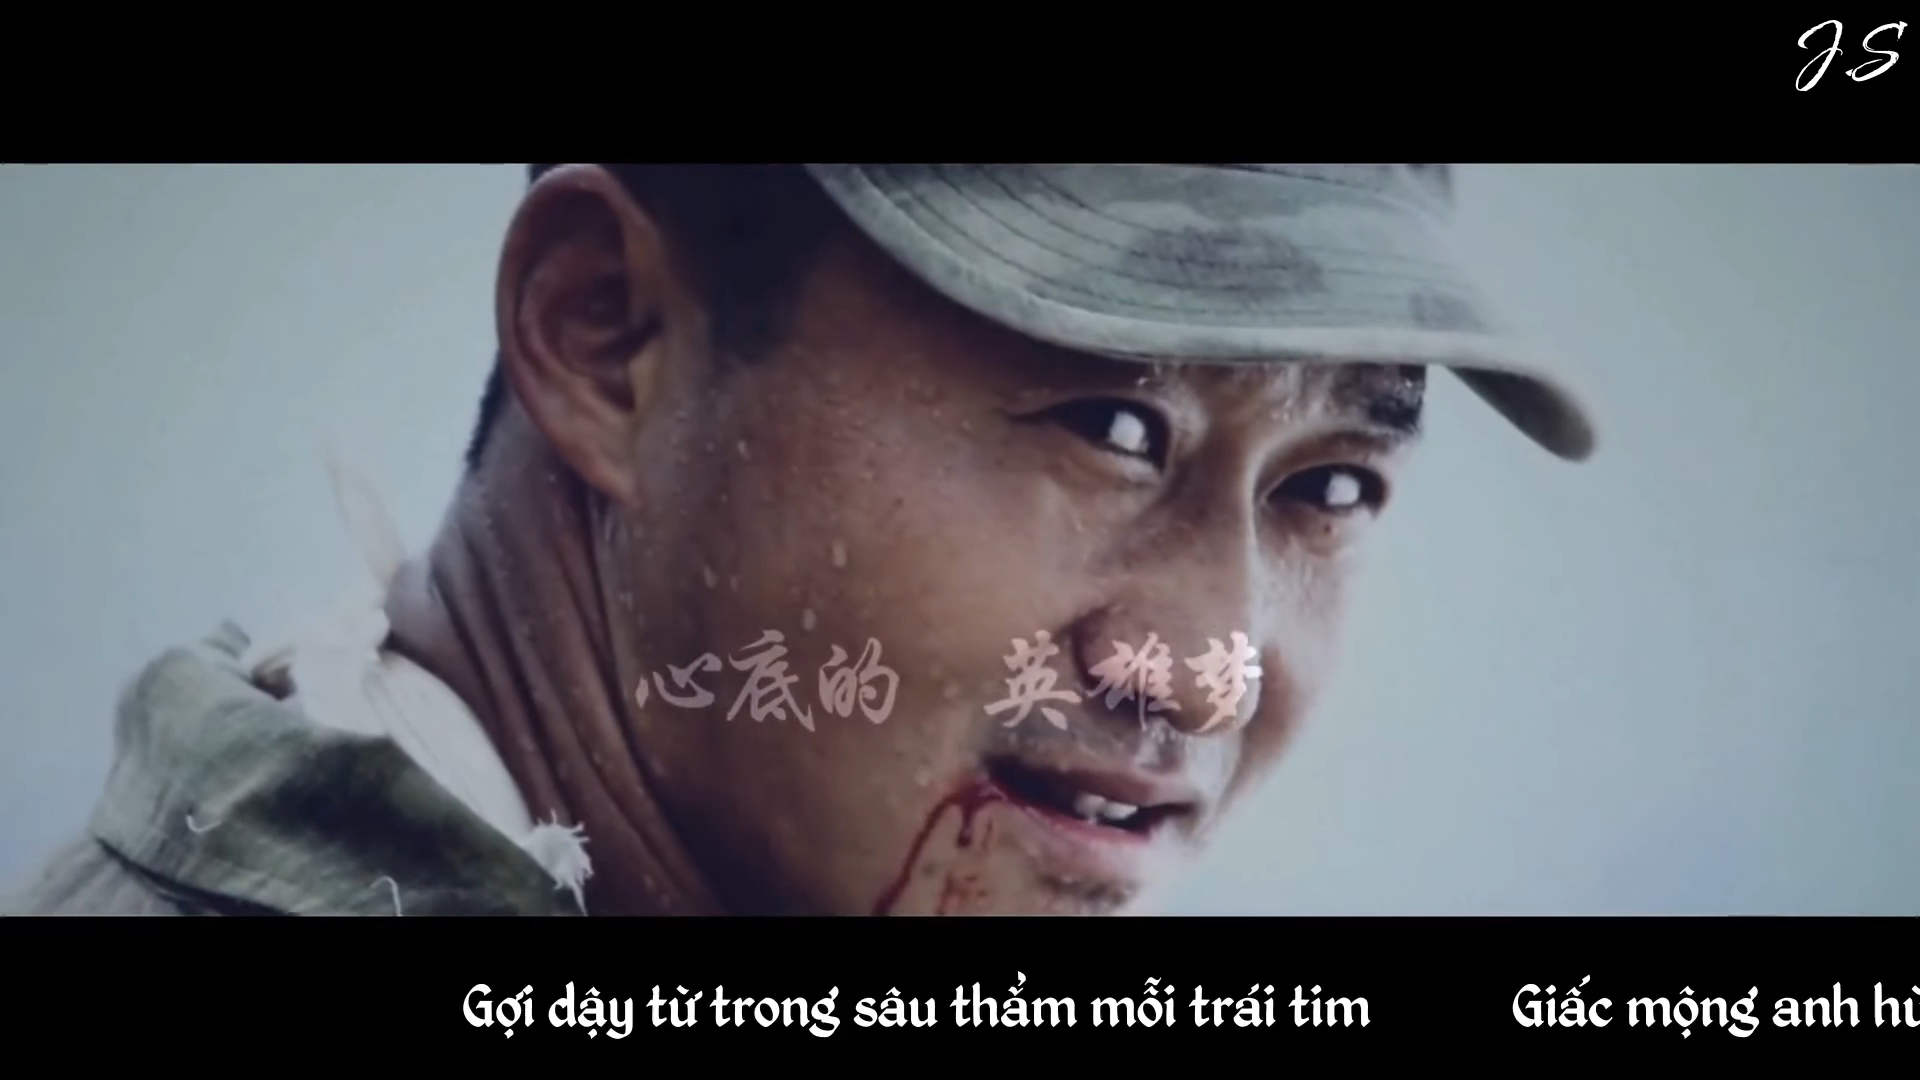 J.S
心底的 英雄梦
Gợi dậy từ trong sâu thẳm mỗi trái tim Giấc mộng anh hù